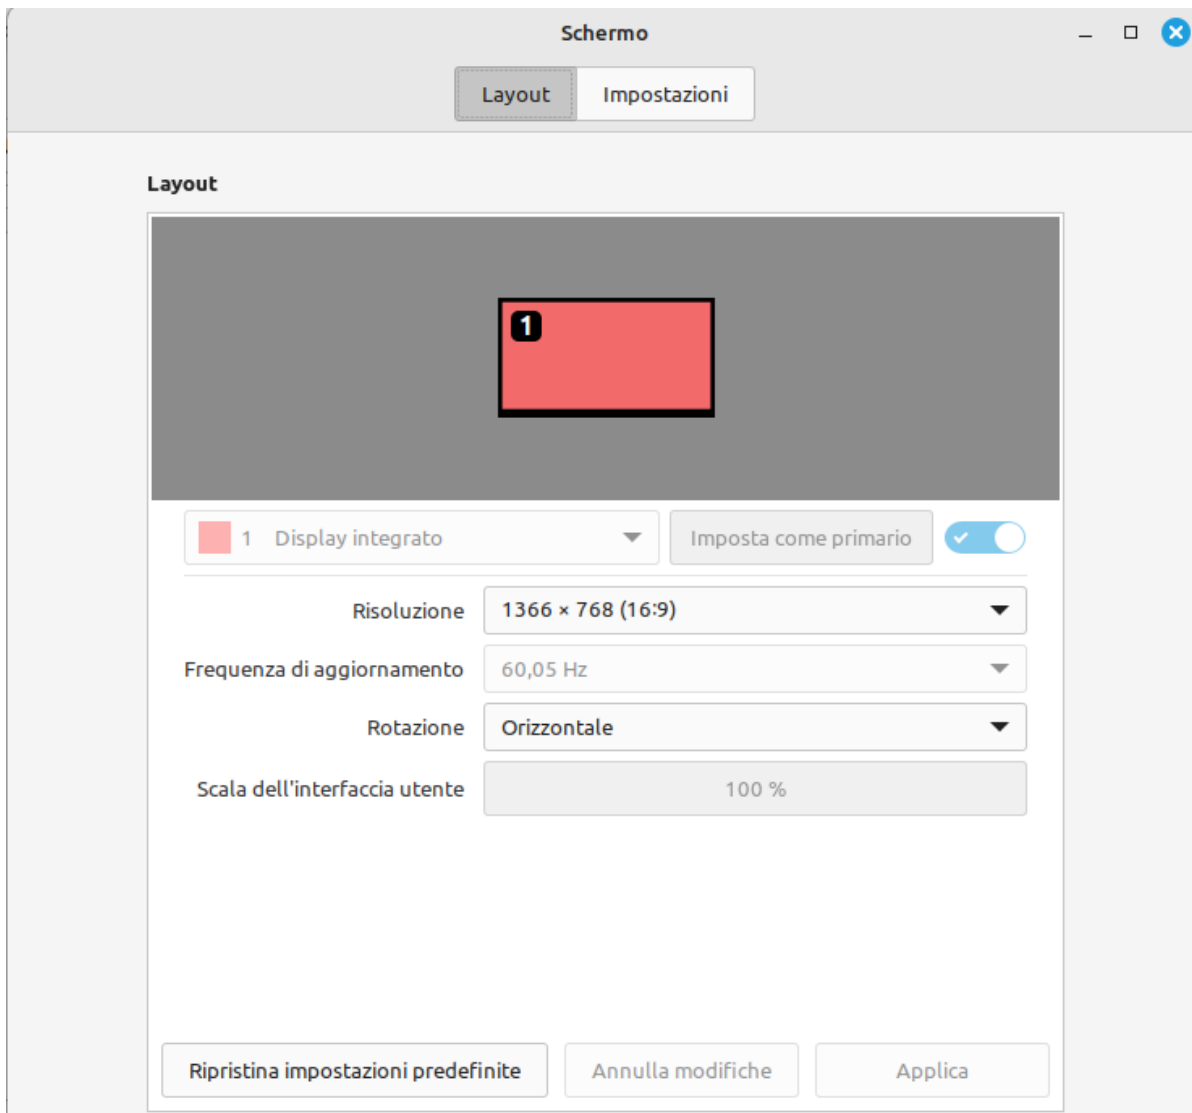 Schermo
Layout Impostazioni
Layout
1
1 Display integrato Imposta come primario
Risoluzione 1366 × 768 (16:9)
Frequenza di aggiornamento 60,05 Hz
Rotazione Orizzontale
Scala dell'interfaccia utente 100 %
Ripristina impostazioni predefinite Annulla modifiche Applica